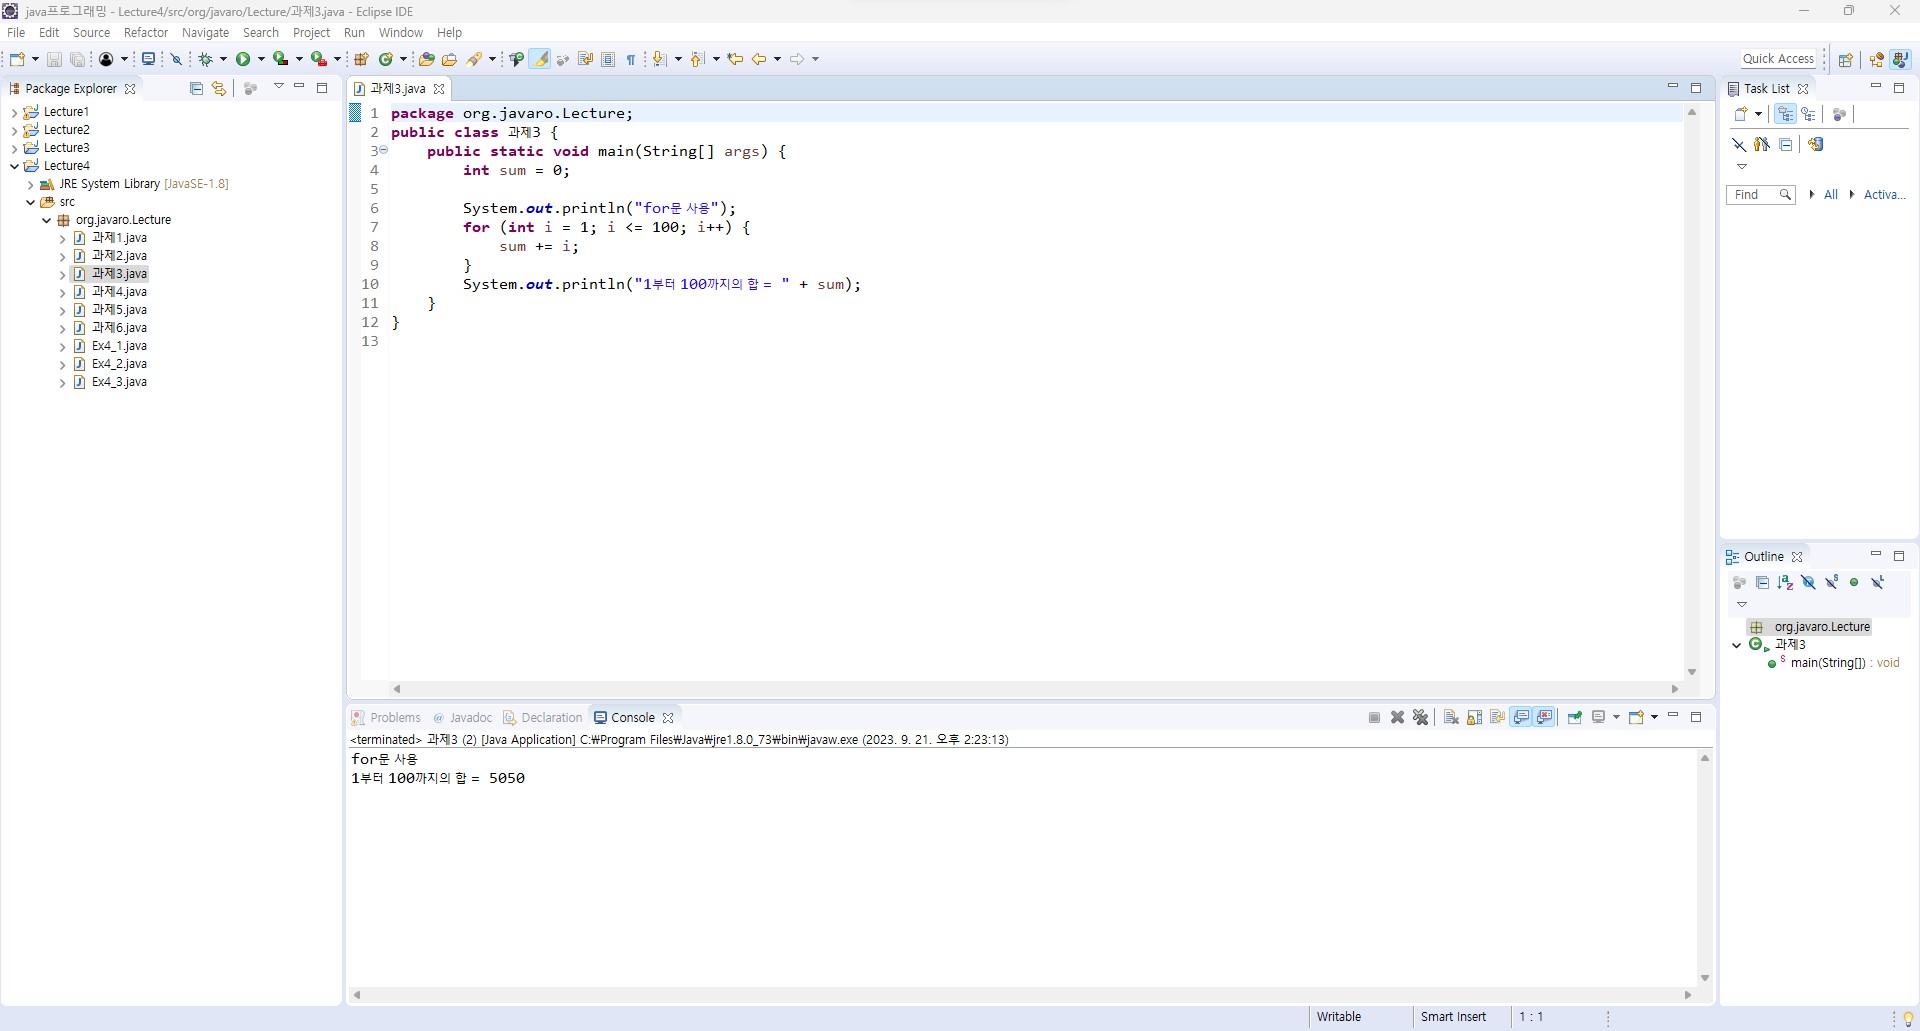 java프로그래밍 - Lecture4/src/org/javaro/Lecture/과제3.java - Eclipse IDE
File Edit Source Refactor Navigate Search Project Run Window Help
Quick Access
Package Explorer
Lecture1
Lecture2
Lecture3
Lecture4
JRE System Library [JavaSE-1.8]
src
org.javaro.Lecture
과제1.java
과제2.java
과제3.java
과제4.java
과제5.java
과제6.java
Ex4_1.java
Ex4_2.java
Ex4_3.java
과제3.java
1 package org.javaro.Lecture;
2 public class 과제3 {
3 public static void main(String[] args) {
4 int sum = 0;
5
6 System.out.println("for문 사용");
7 for (int i = 1; i <= 100; i++) {
8 sum += i;
9 }
10 System.out.println("1부터 100까지의 합 = " + sum);
11 }
12 }
13
Problems @ Javadoc Declaration Console
<terminated> 과제3 (2) [Java Application] C:₩Program Files₩Java₩jre1.8.0_73₩bin₩javaw.exe (2023. 9. 21. 오후 2:23:13)
for문 사용
1부터 100까지의 합 = 5050
Task List
Find All Activa...
Outline
org.javaro.Lecture
과제3
main(String[]) : void
Writable Smart Insert 1 : 1